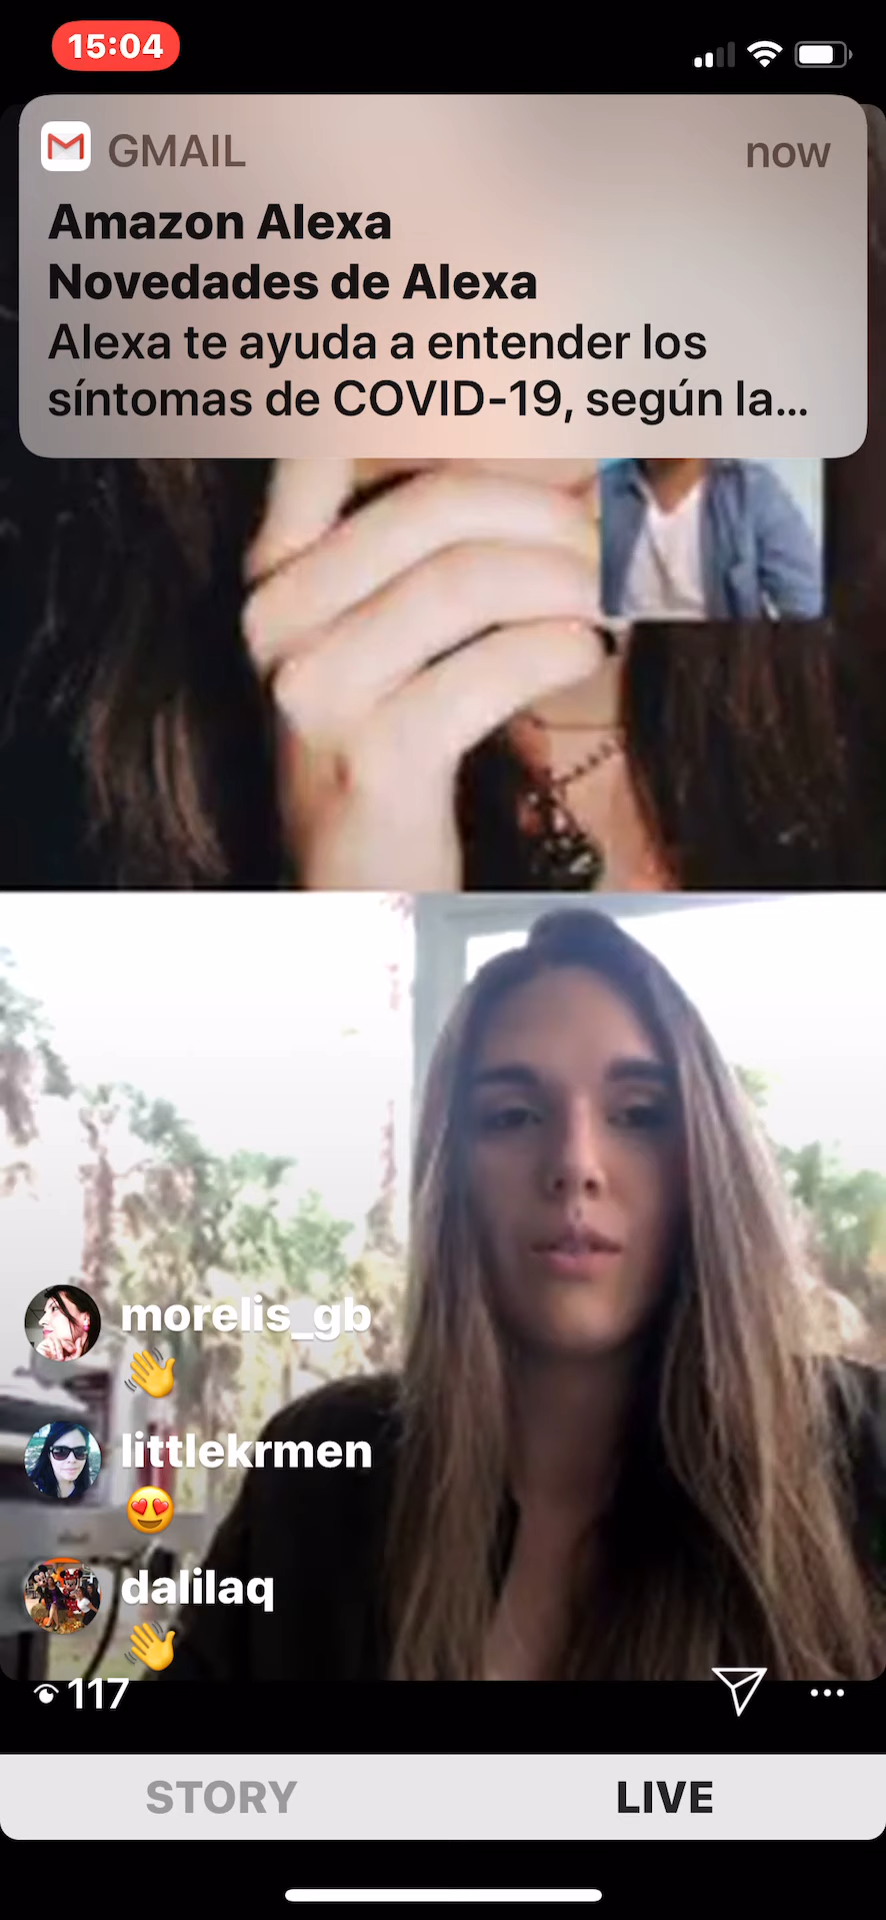 15:04
GMAIL
now
Amazon Alexa
Novedades de Alexa
Alexa te ayuda a entender los
síntomas de COVID-19, según la...
morelis_gb
littlekrmen
dalilaq
117
STORY
LIVE